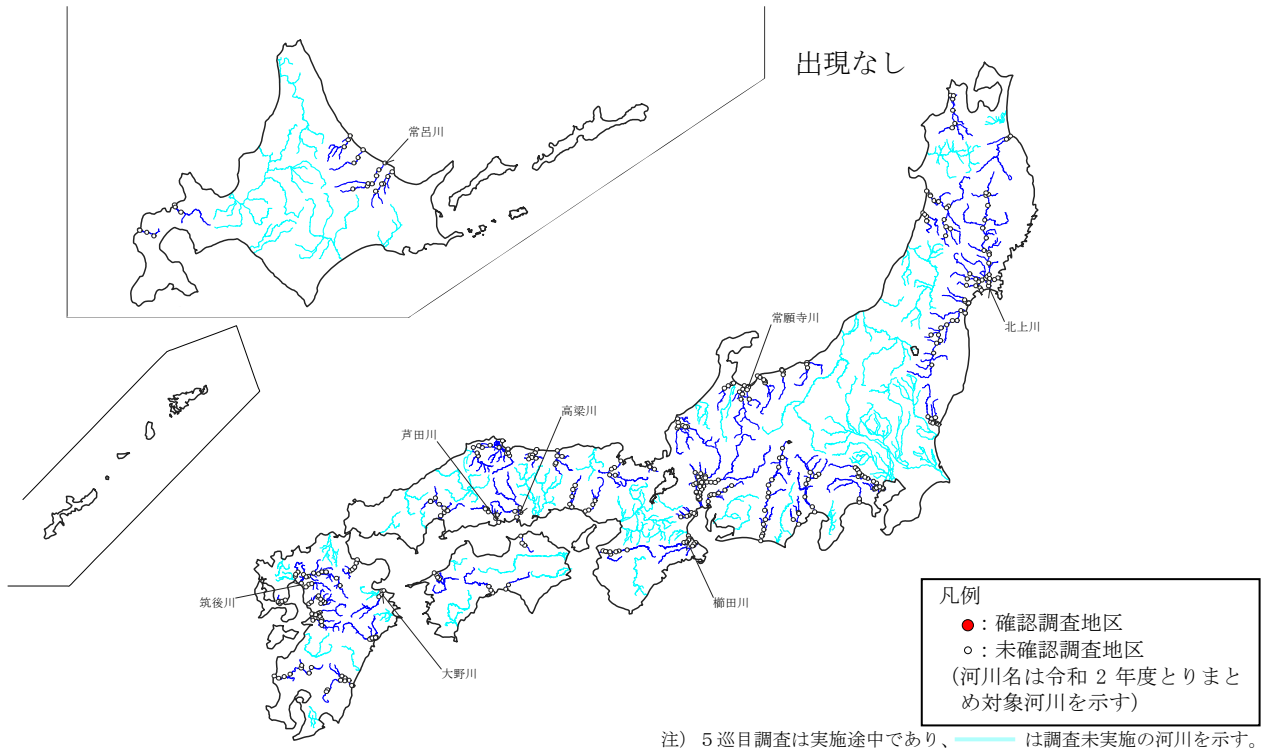 出現なし
常呂川
北上川
常願寺川
高梁川
芦田川
筑後川
櫛田川
大野川
凡例
●：確認調査地区
○：未確認調査地区
(河川名は令和 2 年度とりまと
め対象河川を示す)
注） 5巡目調査は実施途中であり、 は調査未実施の河川を示す。